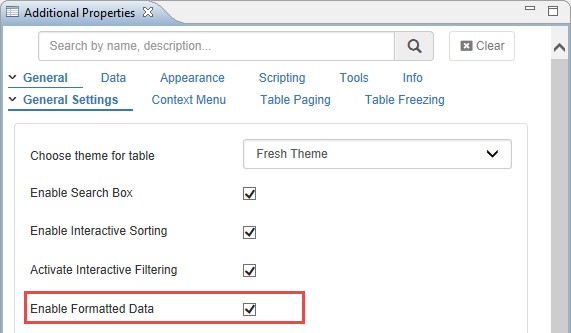 Additional Properties
Search by name, description... Clear
General Data Appearance Scripting Tools Info
General Settings Context Menu Table Paging Table Freezing
Choose theme for table Fresh Theme
Enable Search Box
Enable Interactive Sorting
Activate Interactive Filtering
Enable Formatted Data